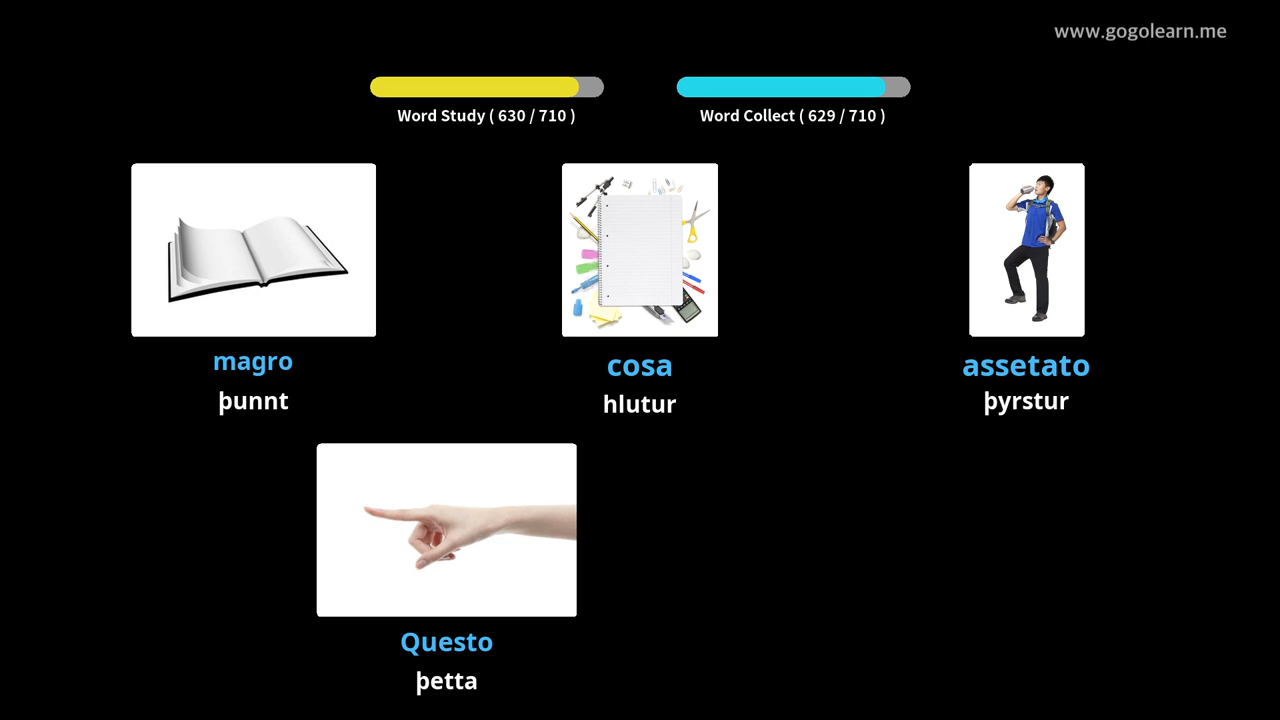 www.gogolearn.me
Word Study ( 630 / 710 )
Word Collect ( 629 / 710 )
magro
þunnt
cosa
hlutur
assetato
þyrstur
Questo
þetta